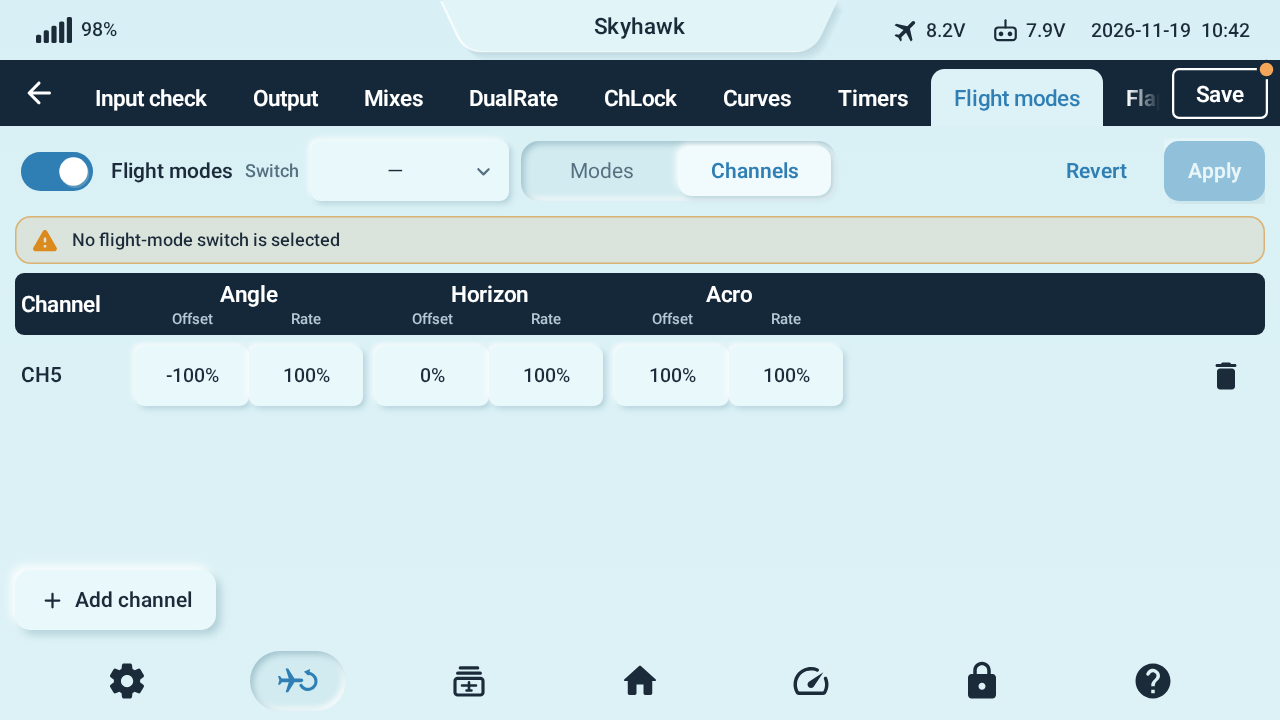 98%
Skyhawk
8.2V
7.9V
2026-11-19 10:42
Input check
Output
Mixes
DualRate
ChLock
Curves
Timers
Flight modes
Save
Flight modes
Switch
—
Modes
Channels
Revert
Apply
No flight-mode switch is selected
Channel
Angle
Horizon
Acro
Offset
Rate
Offset
Rate
Offset
Rate
CH5
-100%
100%
0%
100%
100%
100%
+ Add channel